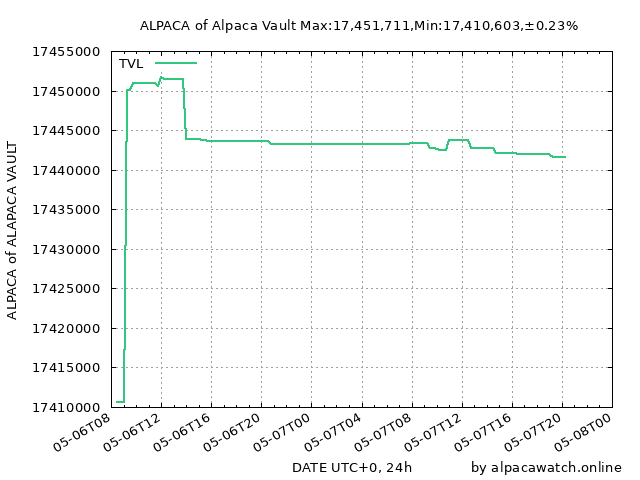 ALPACA of Alpaca Vault Max:17,451,711,Min:17,410,603,±0.23%
TVL
17455000
17450000
17445000
17440000
17435000
17430000
17425000
17420000
17415000
17410000
ALPACA of ALAPACA VAULT
05-06T08
05-06T12
05-06T16
05-06T20
05-07T00
05-07T04
05-07T08
05-07T12
05-07T16
05-07T20
05-08T00
DATE UTC+0, 24h
by alpacawatch.online